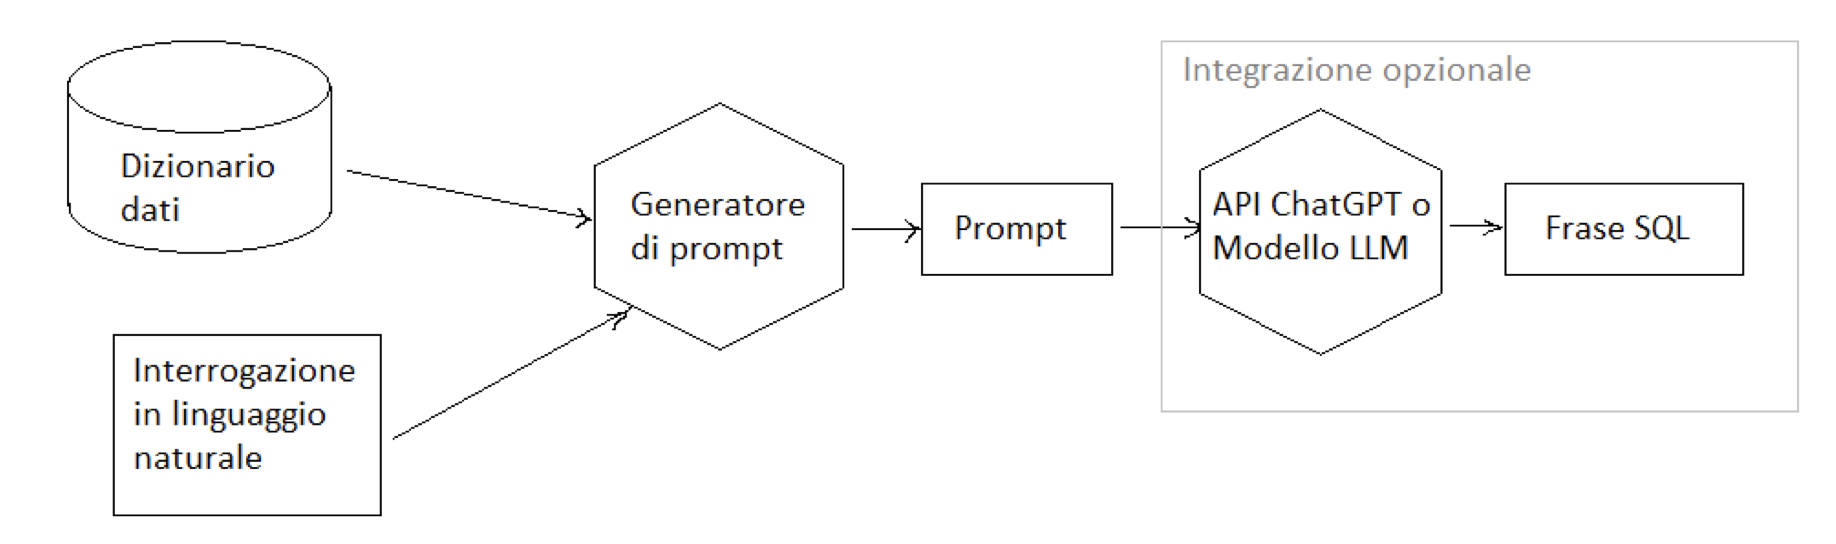 Integrazione opzionale
Dizionario
dati
Generatore
di prompt
Prompt
API ChatGPT o
Modello LLM
Frase SQL
Interrogazione
in linguaggio
naturale